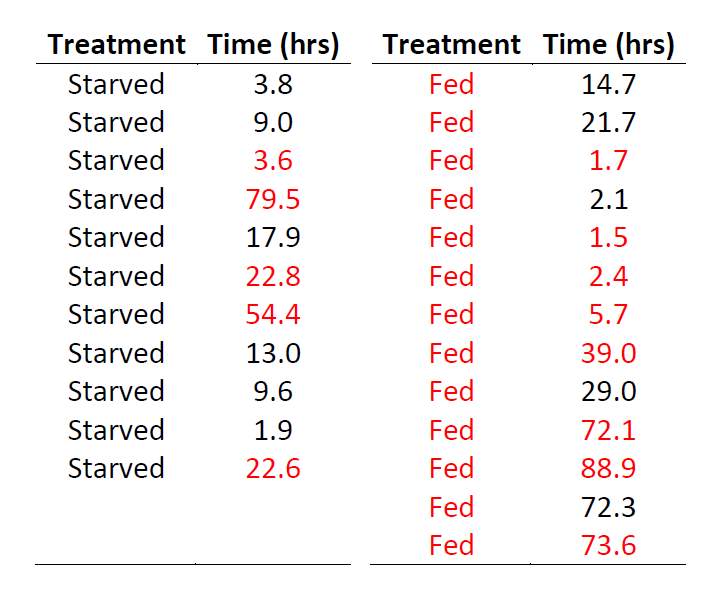 Treatment Time (hrs) Treatment Time (hrs)
Starved 3.8 Fed 14.7
Starved 9.0 Fed 21.7
Starved 3.6 Fed 1.7
Starved 79.5 Fed 2.1
Starved 17.9 Fed 1.5
Starved 22.8 Fed 2.4
Starved 54.4 Fed 5.7
Starved 13.0 Fed 39.0
Starved 9.6 Fed 29.0
Starved 1.9 Fed 72.1
Starved 22.6 Fed 88.9
Fed 72.3
Fed 73.6